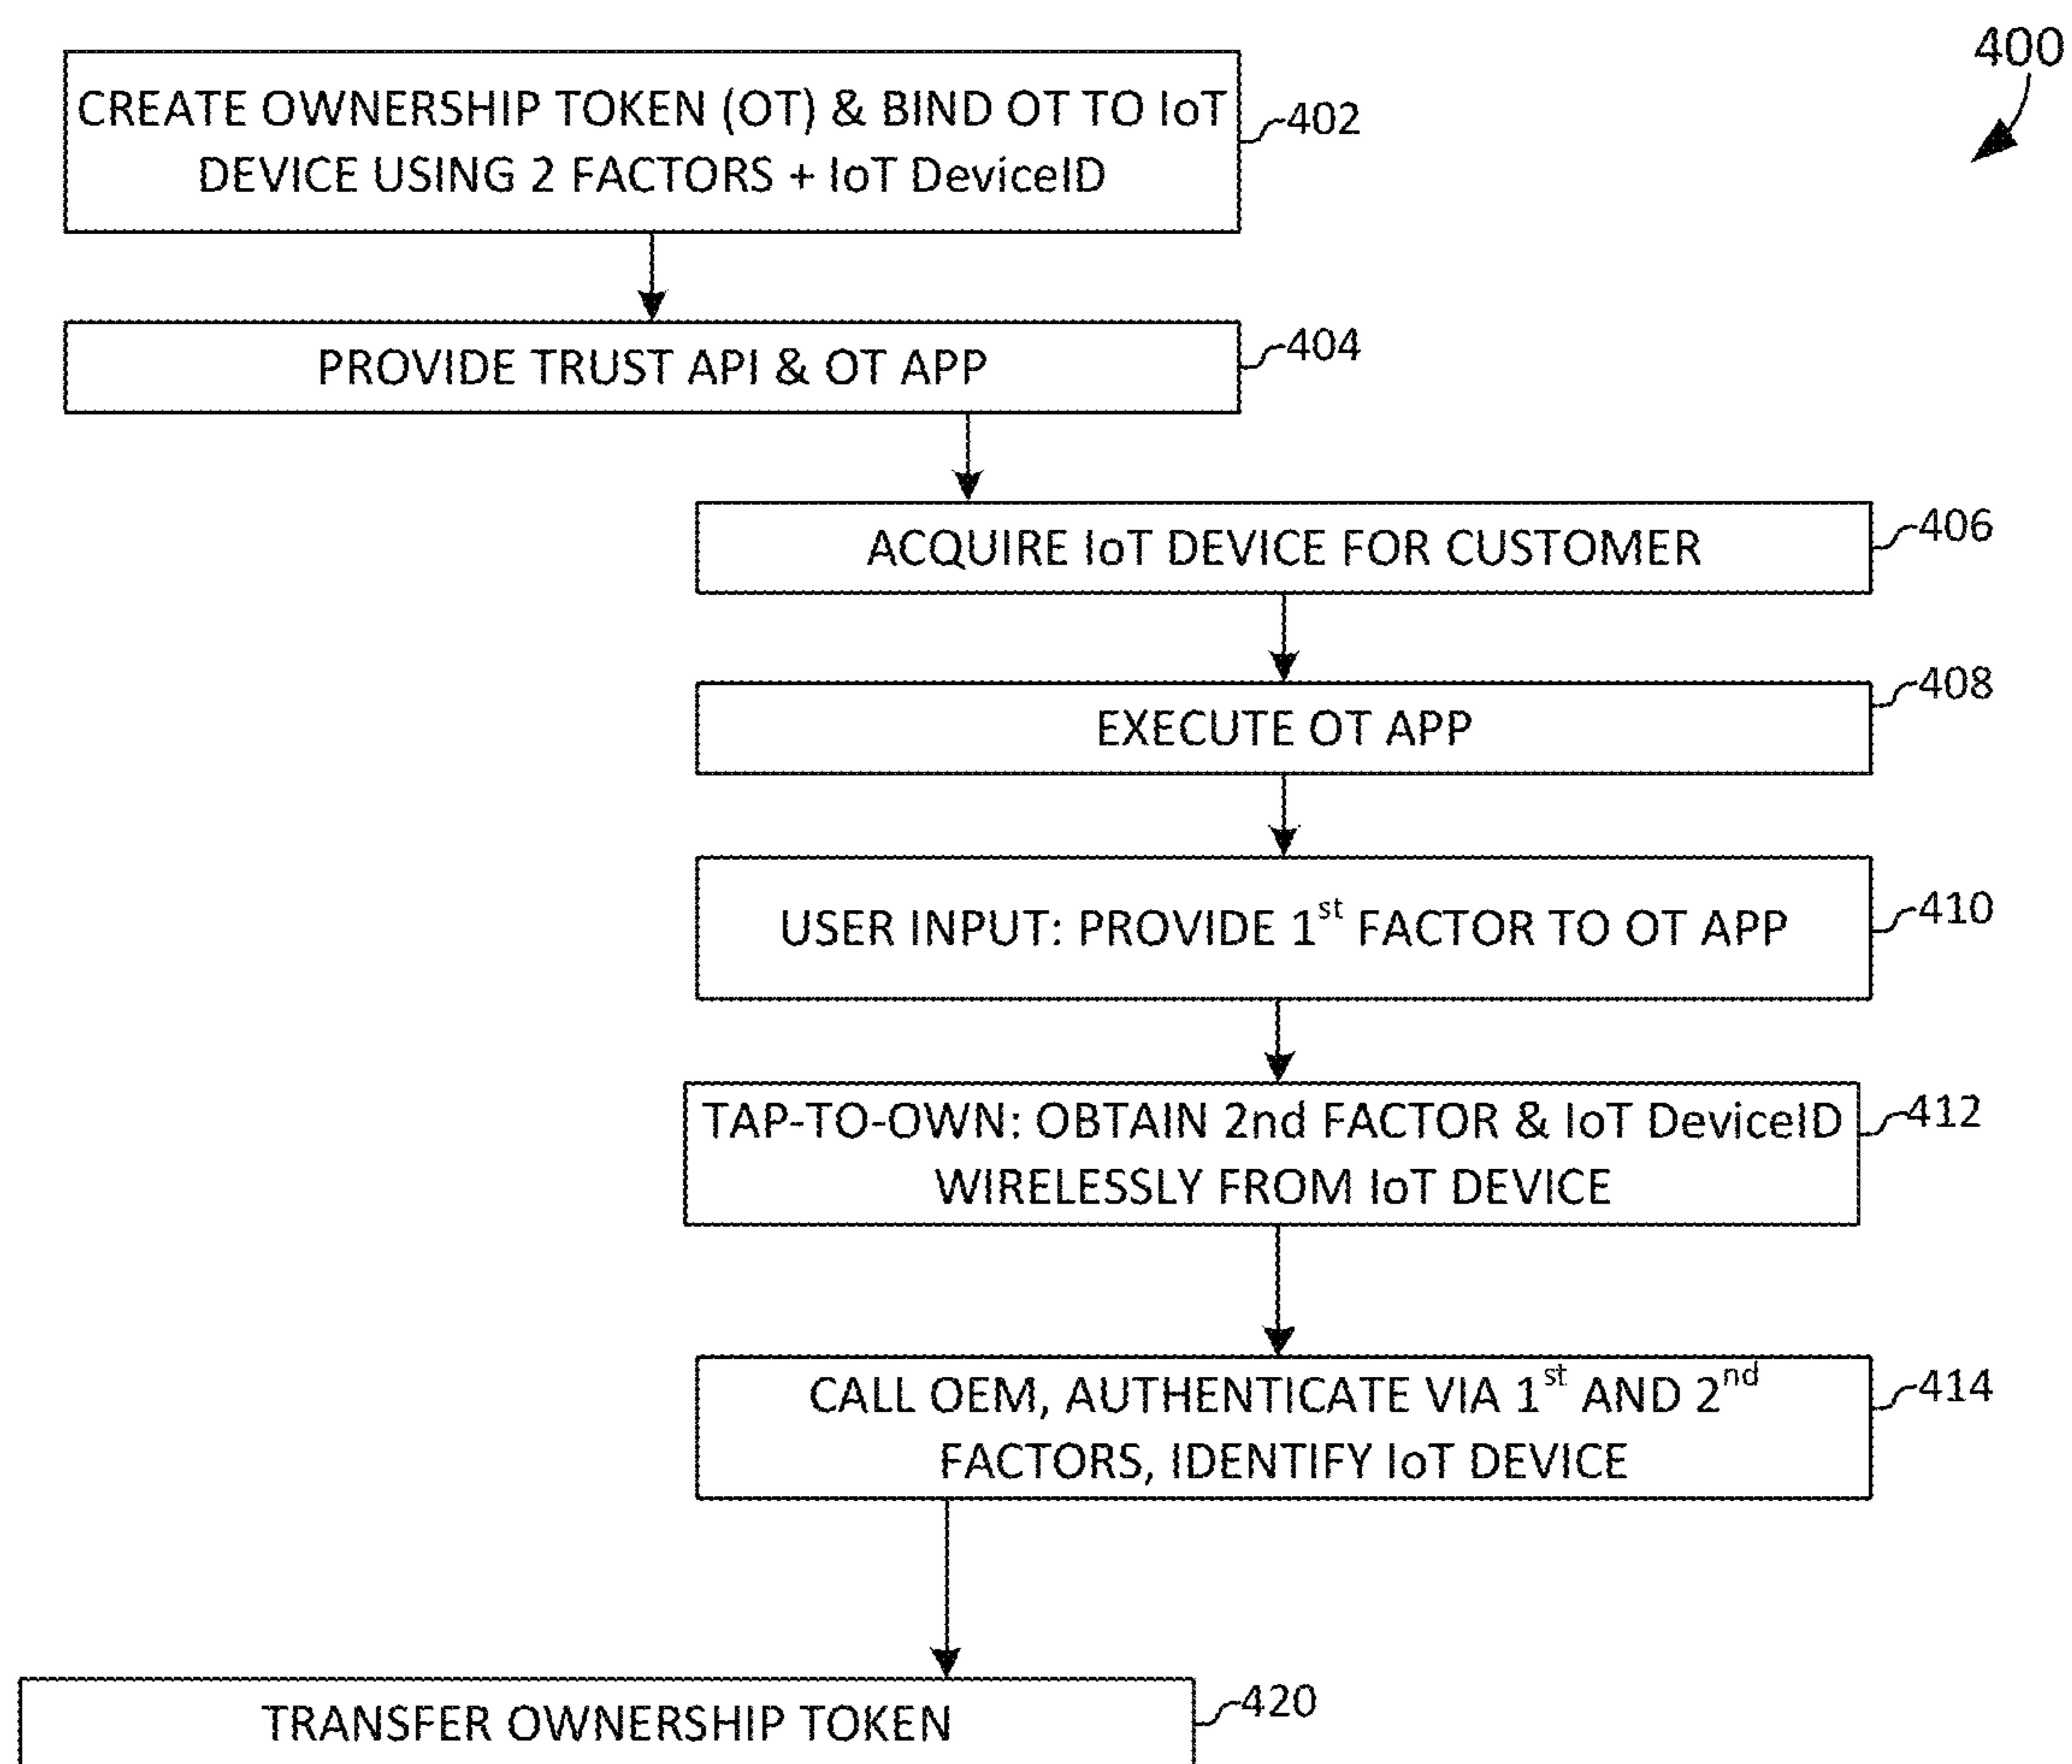 400
CREATE OWNERSHIP TOKEN (OT) & BIND OT TO IoT
DEVICE USING 2 FACTORS + IoT DeviceID
402
PROVIDE TRUST API & OT APP
404
ACQUIRE IoT DEVICE FOR CUSTOMER
406
EXECUTE OT APP
408
USER INPUT: PROVIDE 1st FACTOR TO OT APP
410
TAP-TO-OWN: OBTAIN 2nd FACTOR & IoT DeviceID
WIRELESSLY FROM IoT DEVICE
412
CALL OEM, AUTHENTICATE VIA 1st AND 2nd
FACTORS, IDENTIFY IoT DEVICE
414
TRANSFER OWNERSHIP TOKEN
420